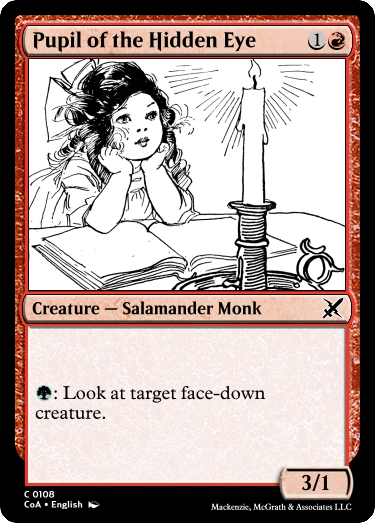 Pupil of the Hidden Eye 1
Creature — Salamander Monk
: Look at target face-down
creature.
3/1
C 0108
CoA • English
Mackenzie, McGrath & Associates LLC